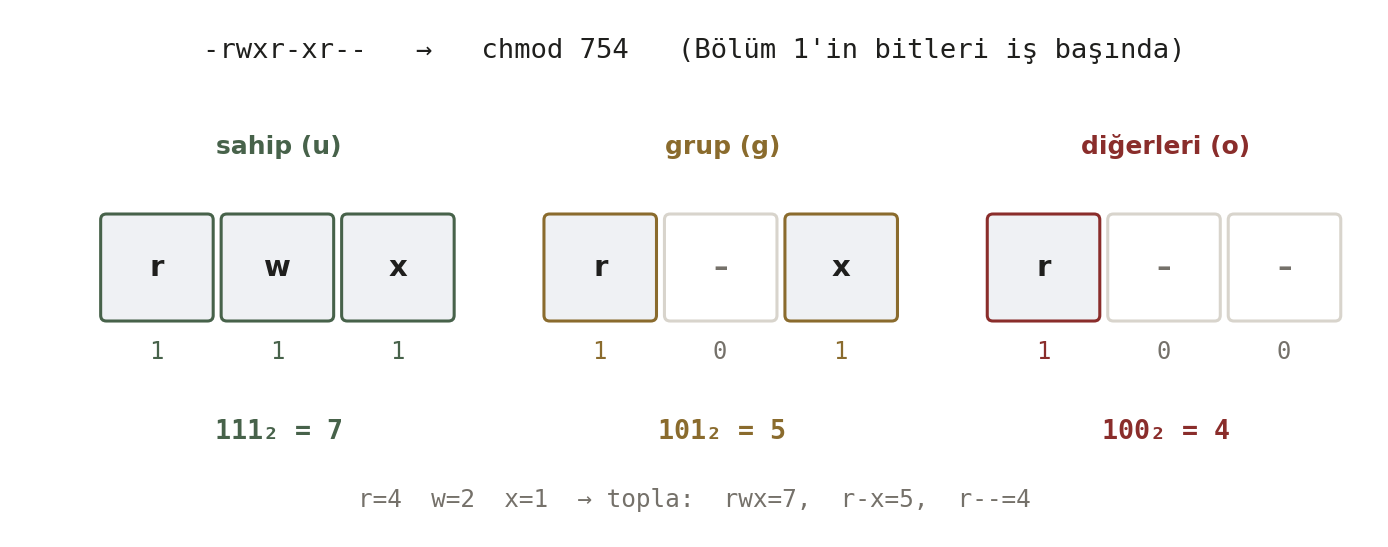 -rwxr-xr-- → chmod 754 (Bölüm 1'in bitleri iş başında)
sahip (u) grup (g) diğerleri (o)
r w x r – x r – –
1 1 1 1 0 1 1 0 0
111₂ = 7 101₂ = 5 100₂ = 4
r=4 w=2 x=1 → topla: rwx=7, r-x=5, r--=4